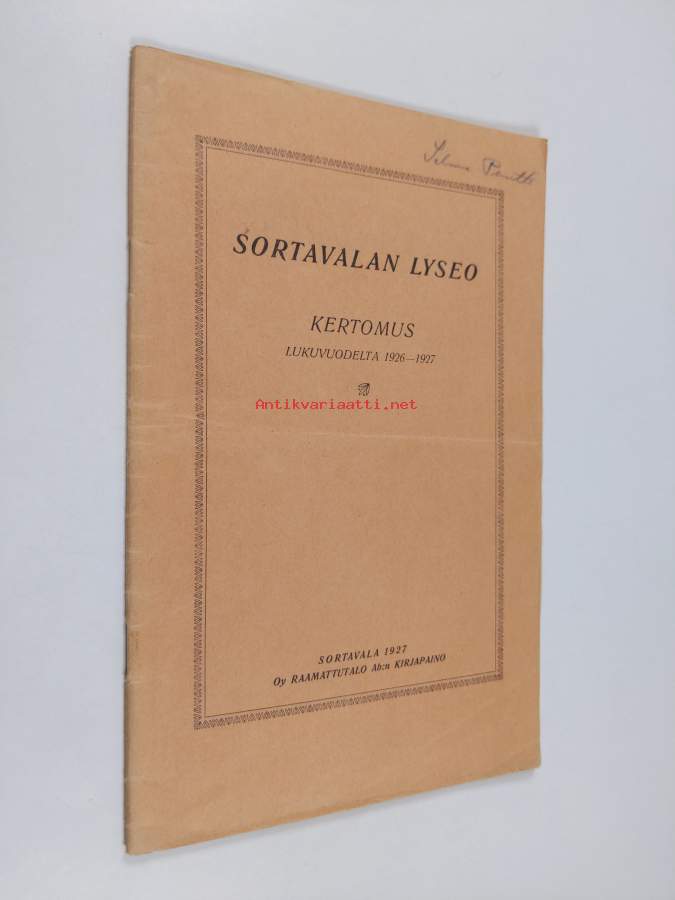 SORTAVALAN LYSEO
KERTOMUS
LUKUVUODELTA 1926—1927
Antikvariaatti.net
SORTAVALA 1927
Oy RAAMATTUTALO Ab:n KIRJAPAINO